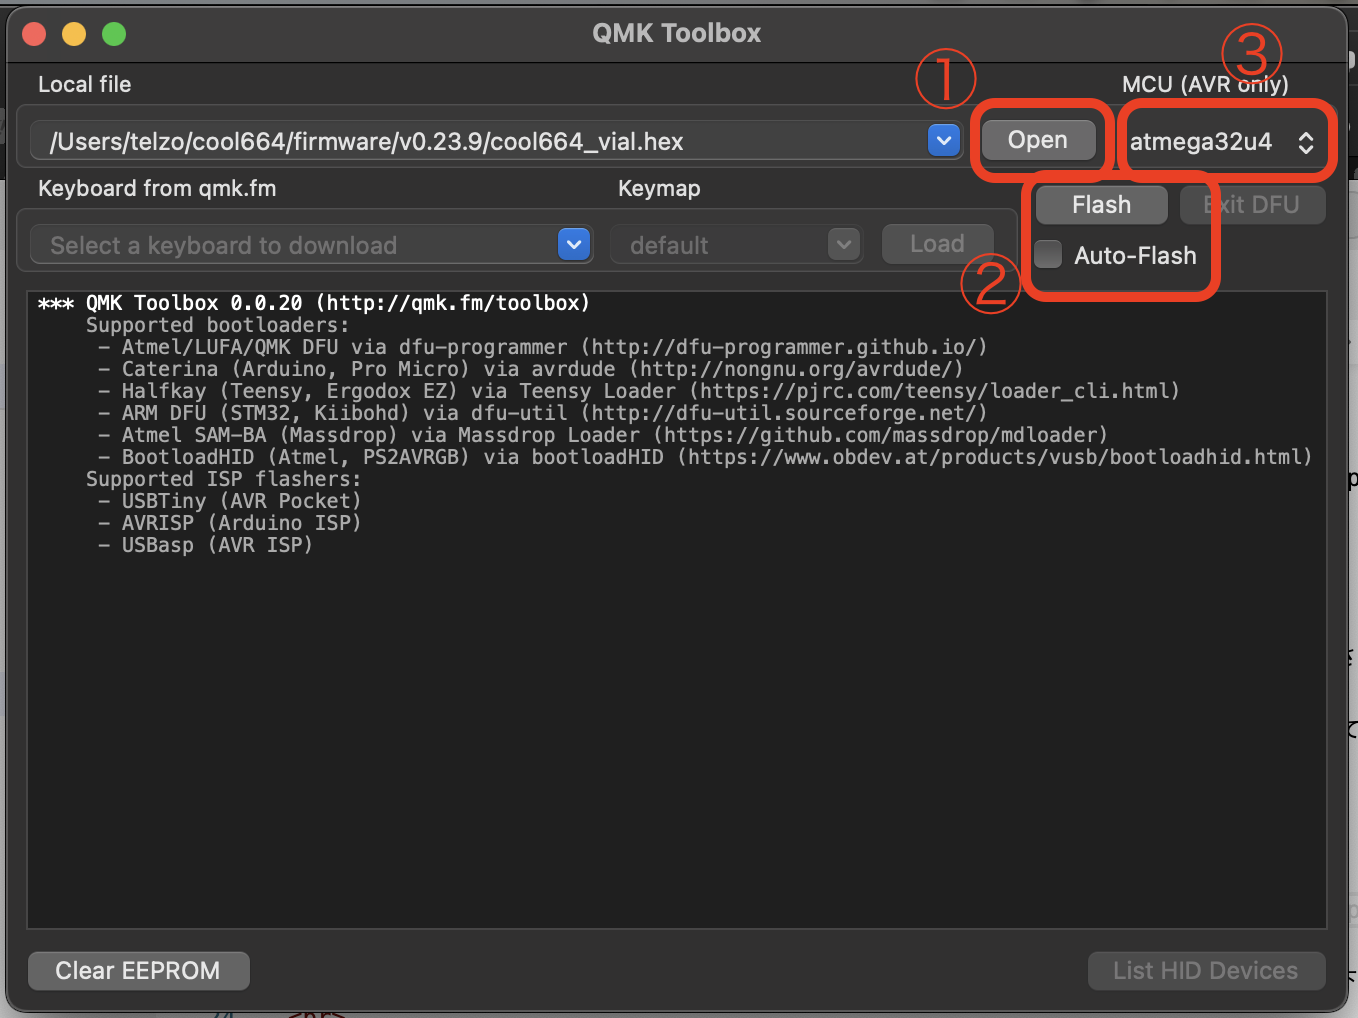 QMK Toolbox
① ③
Local file MCU (AVR only)
/Users/telzo/cool664/firmware/v0.23.9/cool664_vial.hex Open atmega32u4
Keyboard from qmk.fm Keymap Flash Exit DFU
Select a keyboard to download default Load Auto-Flash
②
*** QMK Toolbox 0.0.20 (http://qmk.fm/toolbox)
Supported bootloaders:
– Atmel/LUFA/QMK DFU via dfu-programmer (http://dfu-programmer.github.io/)
– Caterina (Arduino, Pro Micro) via avrdude (http://nongnu.org/avrdude/)
– Halfkay (Teensy, Ergodox EZ) via Teensy Loader (https://pjrc.com/teensy/loader_cli.html)
– ARM DFU (STM32, Kiibohd) via dfu-util (http://dfu-util.sourceforge.net/)
– Atmel SAM-BA (Massdrop) via Massdrop Loader (https://github.com/massdrop/mdloader)
– BootloadHID (Atmel, PS2AVRGB) via bootloadHID (https://www.obdev.at/products/vusb/bootloadhid.html)
Supported ISP flashers:
– USBTiny (AVR Pocket)
– AVRISP (Arduino ISP)
– USBasp (AVR ISP)
Clear EEPROM List HID Devices